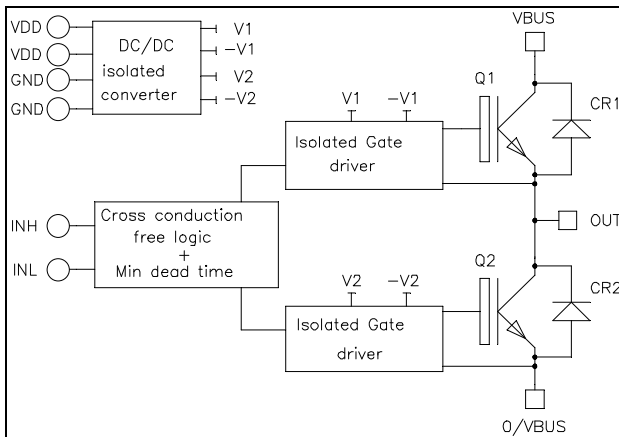 VDD
VDD
GND
GND
DC/DC
isolated
converter
V1
-V1
V2
-V2
VBUS
Q1
CR1
V1 -V1
Isolated Gate
driver
INH
INL
Cross conduction
free logic
+
Min dead time
OUT
Q2
CR2
V2 -V2
Isolated Gate
driver
0/VBUS